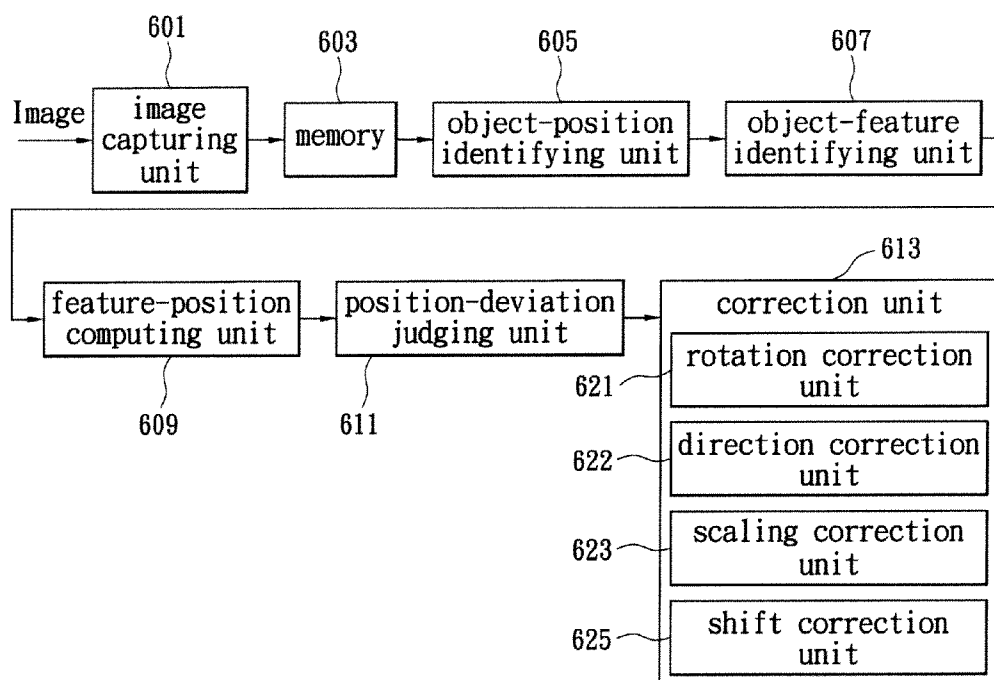 601
603
605
607
Image
image
capturing
unit
memory
object-position
identifying unit
object-feature
identifying unit
613
feature-position
computing unit
position-deviation
judging unit
correction unit
609
611
621
rotation correction
unit
622
direction correction
unit
623
scaling correction
unit
625
shift correction
unit